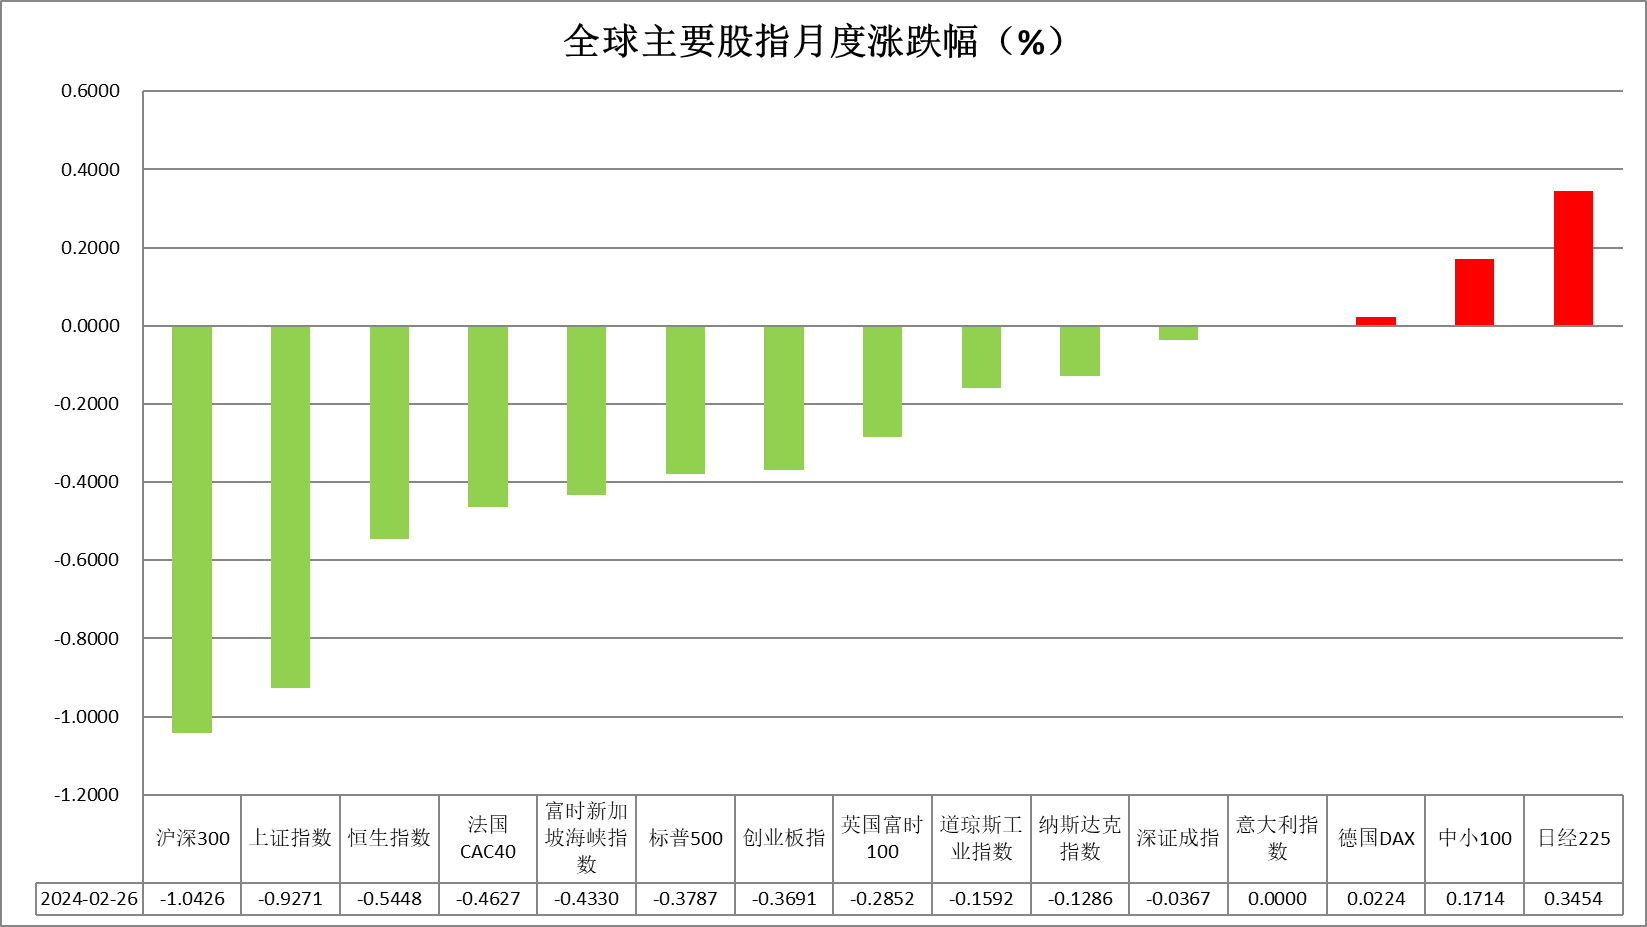 全球主要股指月度涨跌幅（%）
0.6000
0.4000
0.2000
0.0000
-0.2000
-0.4000
-0.6000
-0.8000
-1.0000
-1.2000
沪深300
上证指数
恒生指数
法国
CAC40
富时新加
坡海峡指
数
标普500
创业板指
英国富时
100
道琼斯工
业指数
纳斯达克
指数
深证成指
意大利指
数
德国DAX
中小100
日经225
2024-02-26 -1.0426 -0.9271 -0.5448 -0.4627 -0.4330 -0.3787 -0.3691 -0.2852 -0.1592 -0.1286 -0.0367 0.0000 0.0224 0.1714 0.3454